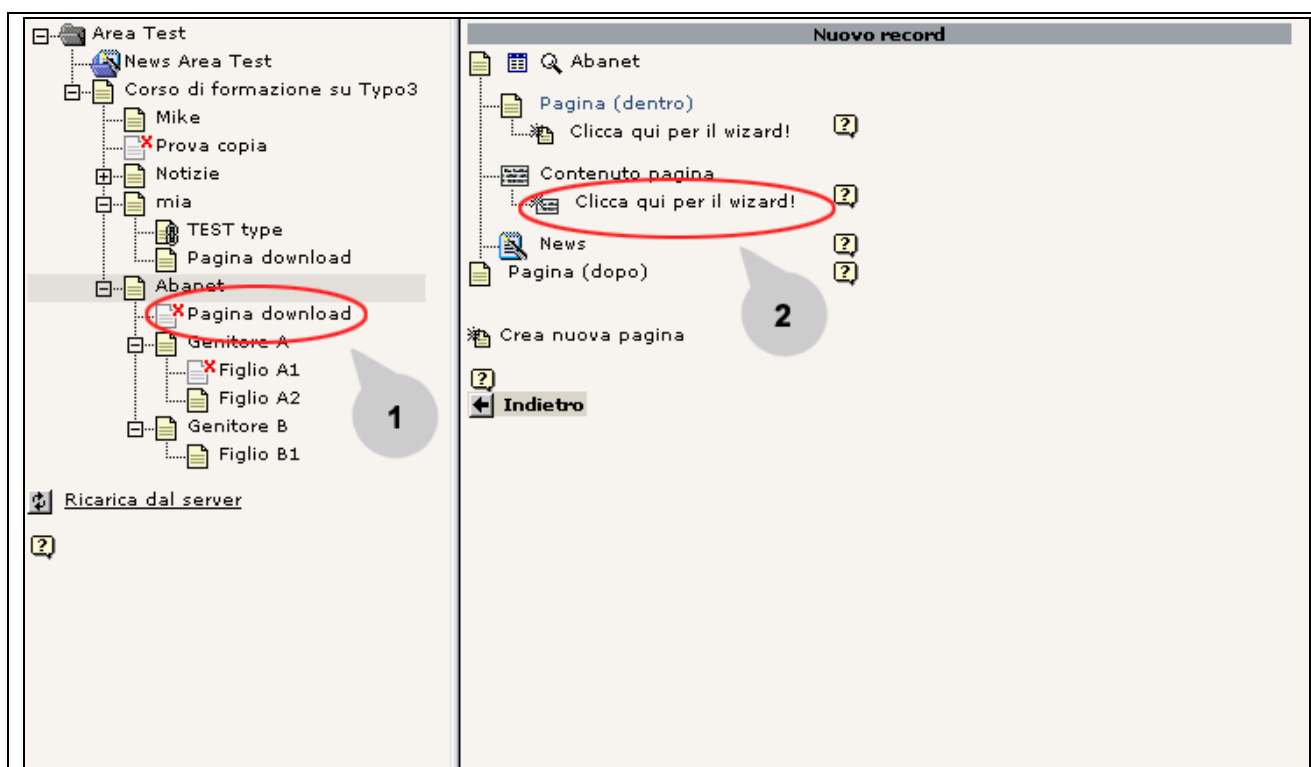 Area Test
News Area Test
Corso di formazione su Typo3
Mike
Prova copia
Notizie
mia
TEST type
Pagina download
Abanet
Pagina download
Genitore A
Figlio A1
Figlio A2
Genitore B
Figlio B1
Ricarica dal server
1
Nuovo record
Abanet
Pagina (dentro)
Clicca qui per il wizard!
Contenuto pagina
Clicca qui per il wizard!
News
Pagina (dopo)
2
Crea nuova pagina
Indietro